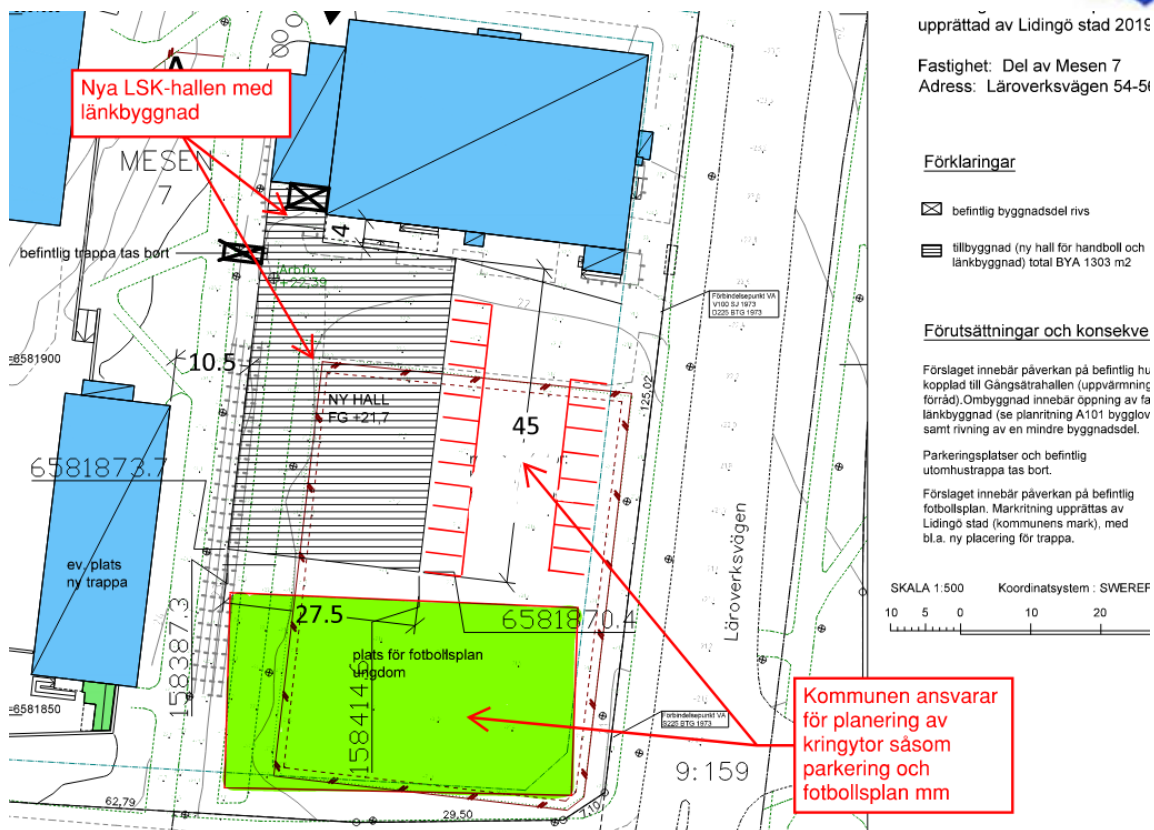 upprättad av Lidingö stad 2019
Fastighet: Del av Mesen 7
Adress: Läroverksvägen 54-56
Förklaringar
befintlig byggnadsdel rivs
tillbyggnad (ny hall för handboll och
länkbyggnad) total BYA 1303 m2
Förutsättningar och konsekve
Förslaget innebär påverkan på befintlig hu
kopplad till Gångsätrahallen (uppvärmning
förråd).Ombyggnad innebär öppning av fa
länkbyggnad (se planritning A101 bygglov
samt rivning av en mindre byggnadsdel.
Parkeringsplatser och befintlig
utomhustrappa tas bort.
Förslaget innebär påverkan på befintlig
fotbollsplan. Markritning upprättas av
Lidingö stad (kommunens mark), med
bl.a. ny placering för trappa.
SKALA 1:500
Koordinatsystem : SWEREF
10 5 0 10 20
Nya LSK-hallen med
länkbyggnad
MESEN
7
4
befintlig trappa tas bort
Arbfix
+22,39
22
Förbindelsepunkt VA
V100 SJ 1973
D225 BTG 1973
=6581900
10.5
125,02
NY HALL
FG +21,7
45
6581873.7
Läroverksvägen
ev. plats
ny trappa
27.5
6581870.4
158387.3
plats för fotbollsplan
ungdom
158414.6
=6581850
Förbindelsepunkt VA
S225 BTG 1973
9:159
Kommunen ansvarar
för planering av
kringytor såsom
parkering och
fotbollsplan mm
62,79
29,50
7,10